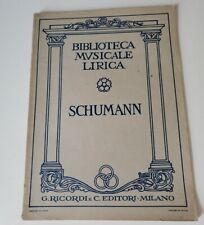 BIBLIOTECA
MVSICALE
LIRICA
SCHUMANN
G. RICORDI e C. EDITORI - MILANO